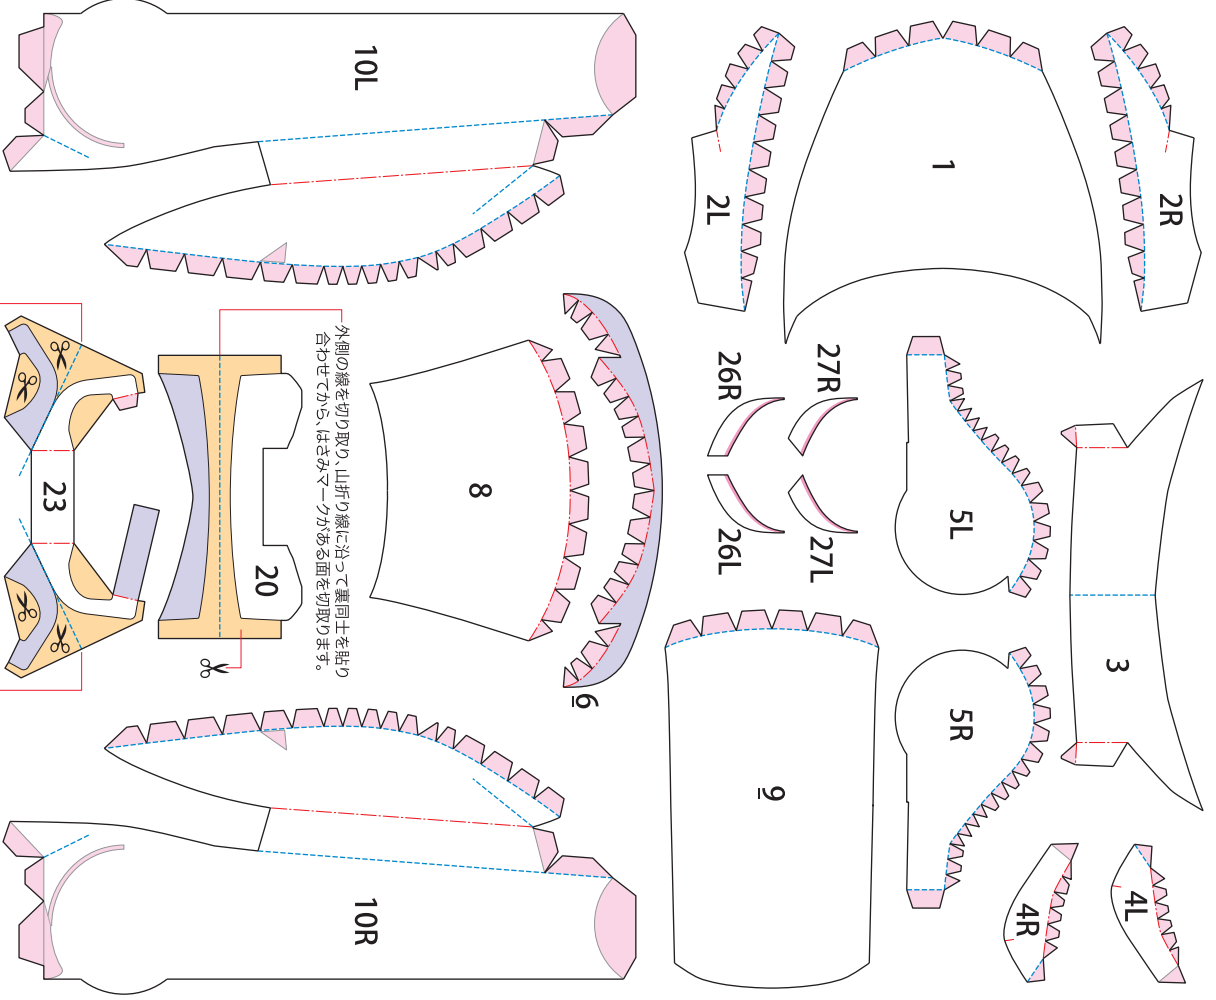 10L
1
2L
2R
26R
27R
26L
27L
5L
5R
3
4R
4L
8
6
9
20
23
10R
外側の線を切り取り、山折り線に沿って裏同士を貼り
合わせてから、はさみマークがある面を切取ります。